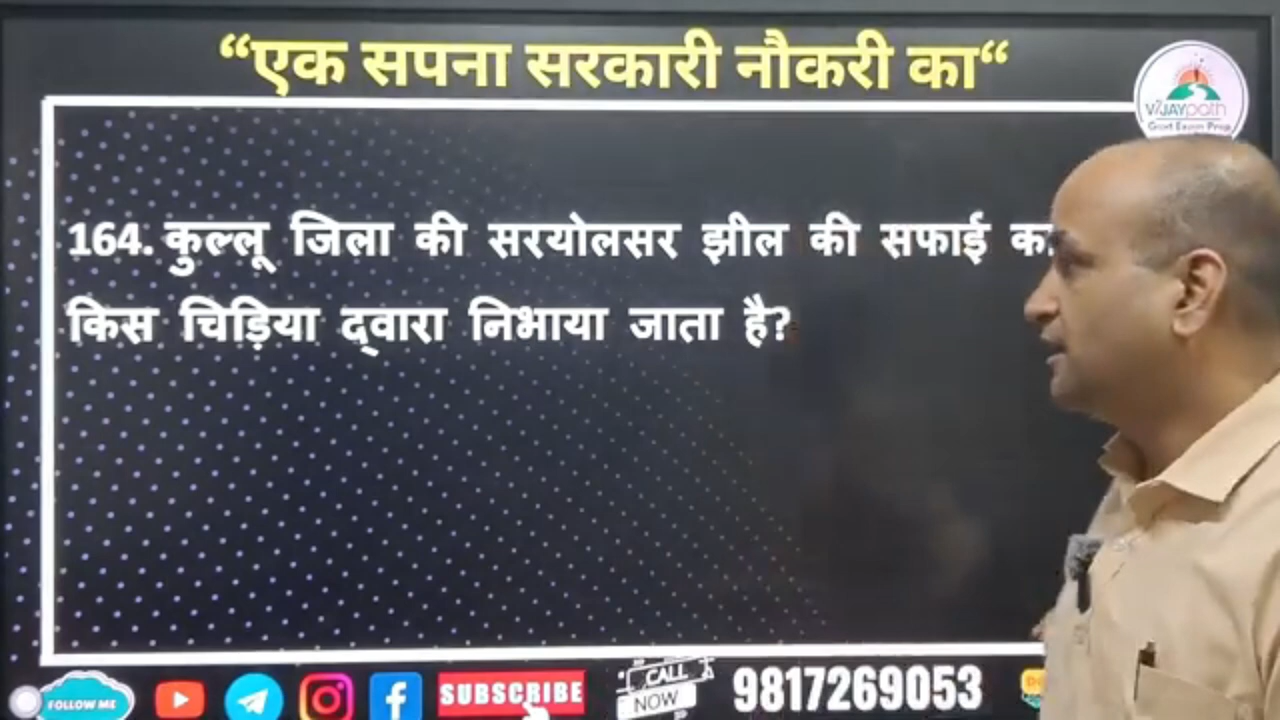 “एक सपना सरकारी नौकरी का“
VIJAYpath
Govt Exam Prep
164. कुल्लू जिला की सरयोलसर झील की सफाई
किस चिड़िया द्वारा निभाया जाता है?
FOLLOW ME
SUBSCRIBE
CALL
NOW
9817269053